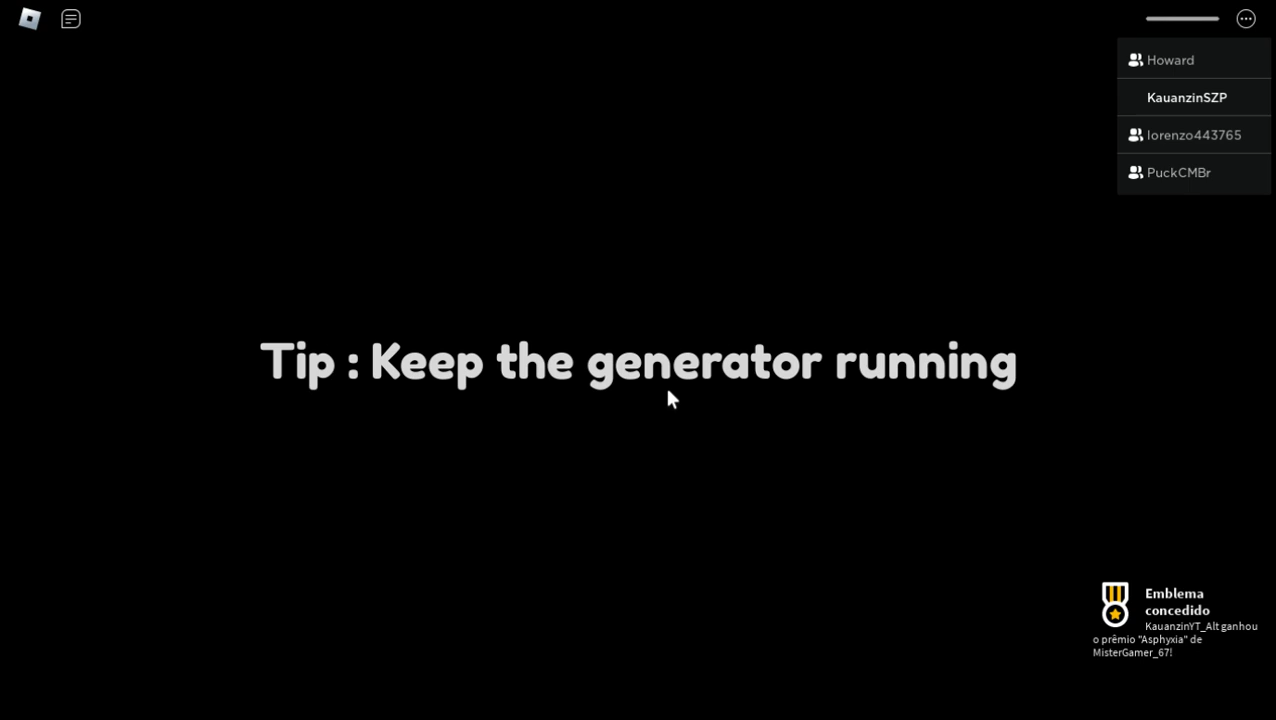 Howard
KauanzinSZP
lorenzo443765
PuckCMBr
Tip : Keep the generator running
Emblema
concedido
KauanzinYT_Alt ganhou
o prêmio "Asphyxia" de
MisterGamer_67!